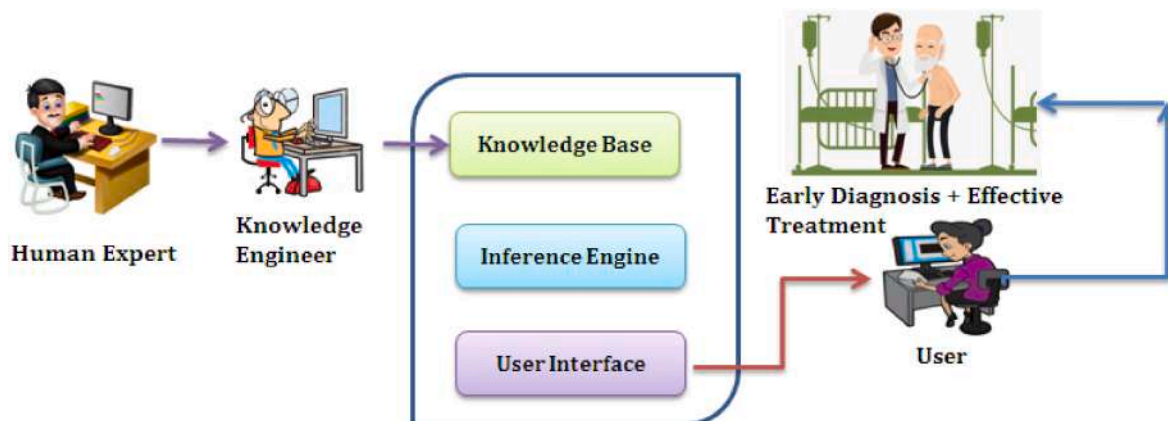 Human Expert
Knowledge
Engineer
Knowledge Base
Inference Engine
User Interface
Early Diagnosis + Effective
Treatment
User